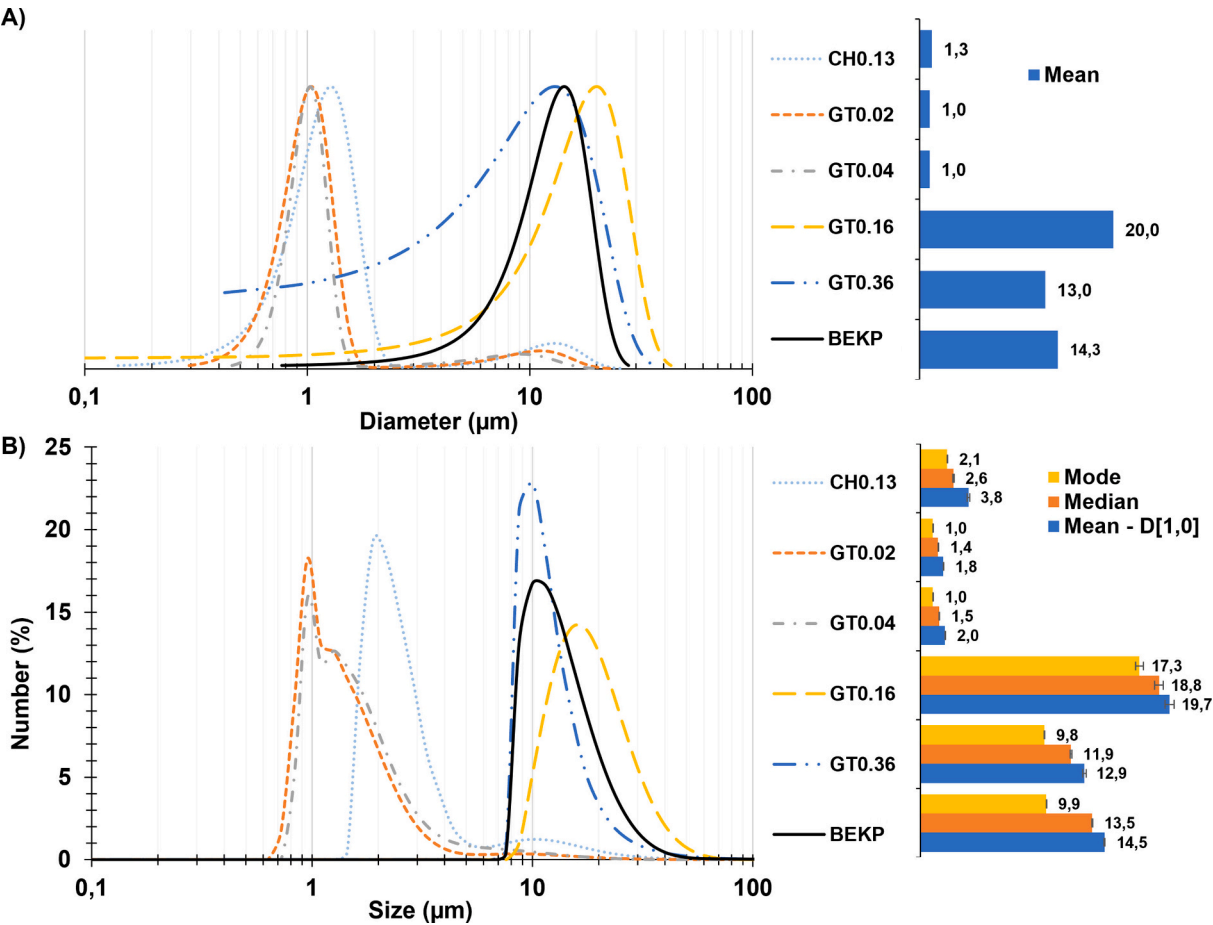 A)
CH0.13
GT0.02
GT0.04
GT0.16
GT0.36
BEKP
0,1
1
10
100
Diameter (μm)
1,3
1,0
1,0
20,0
13,0
14,3
Mean
B)
25
20
15
10
5
0
Number (%)
0,1
1
10
100
Size (μm)
CH0.13
GT0.02
GT0.04
GT0.16
GT0.36
BEKP
2,1
2,6
3,8
1,0
1,4
1,8
1,0
1,5
2,0
17,3
18,8
19,7
9,8
11,9
12,9
9,9
13,5
14,5
Mode
Median
Mean - D[1,0]